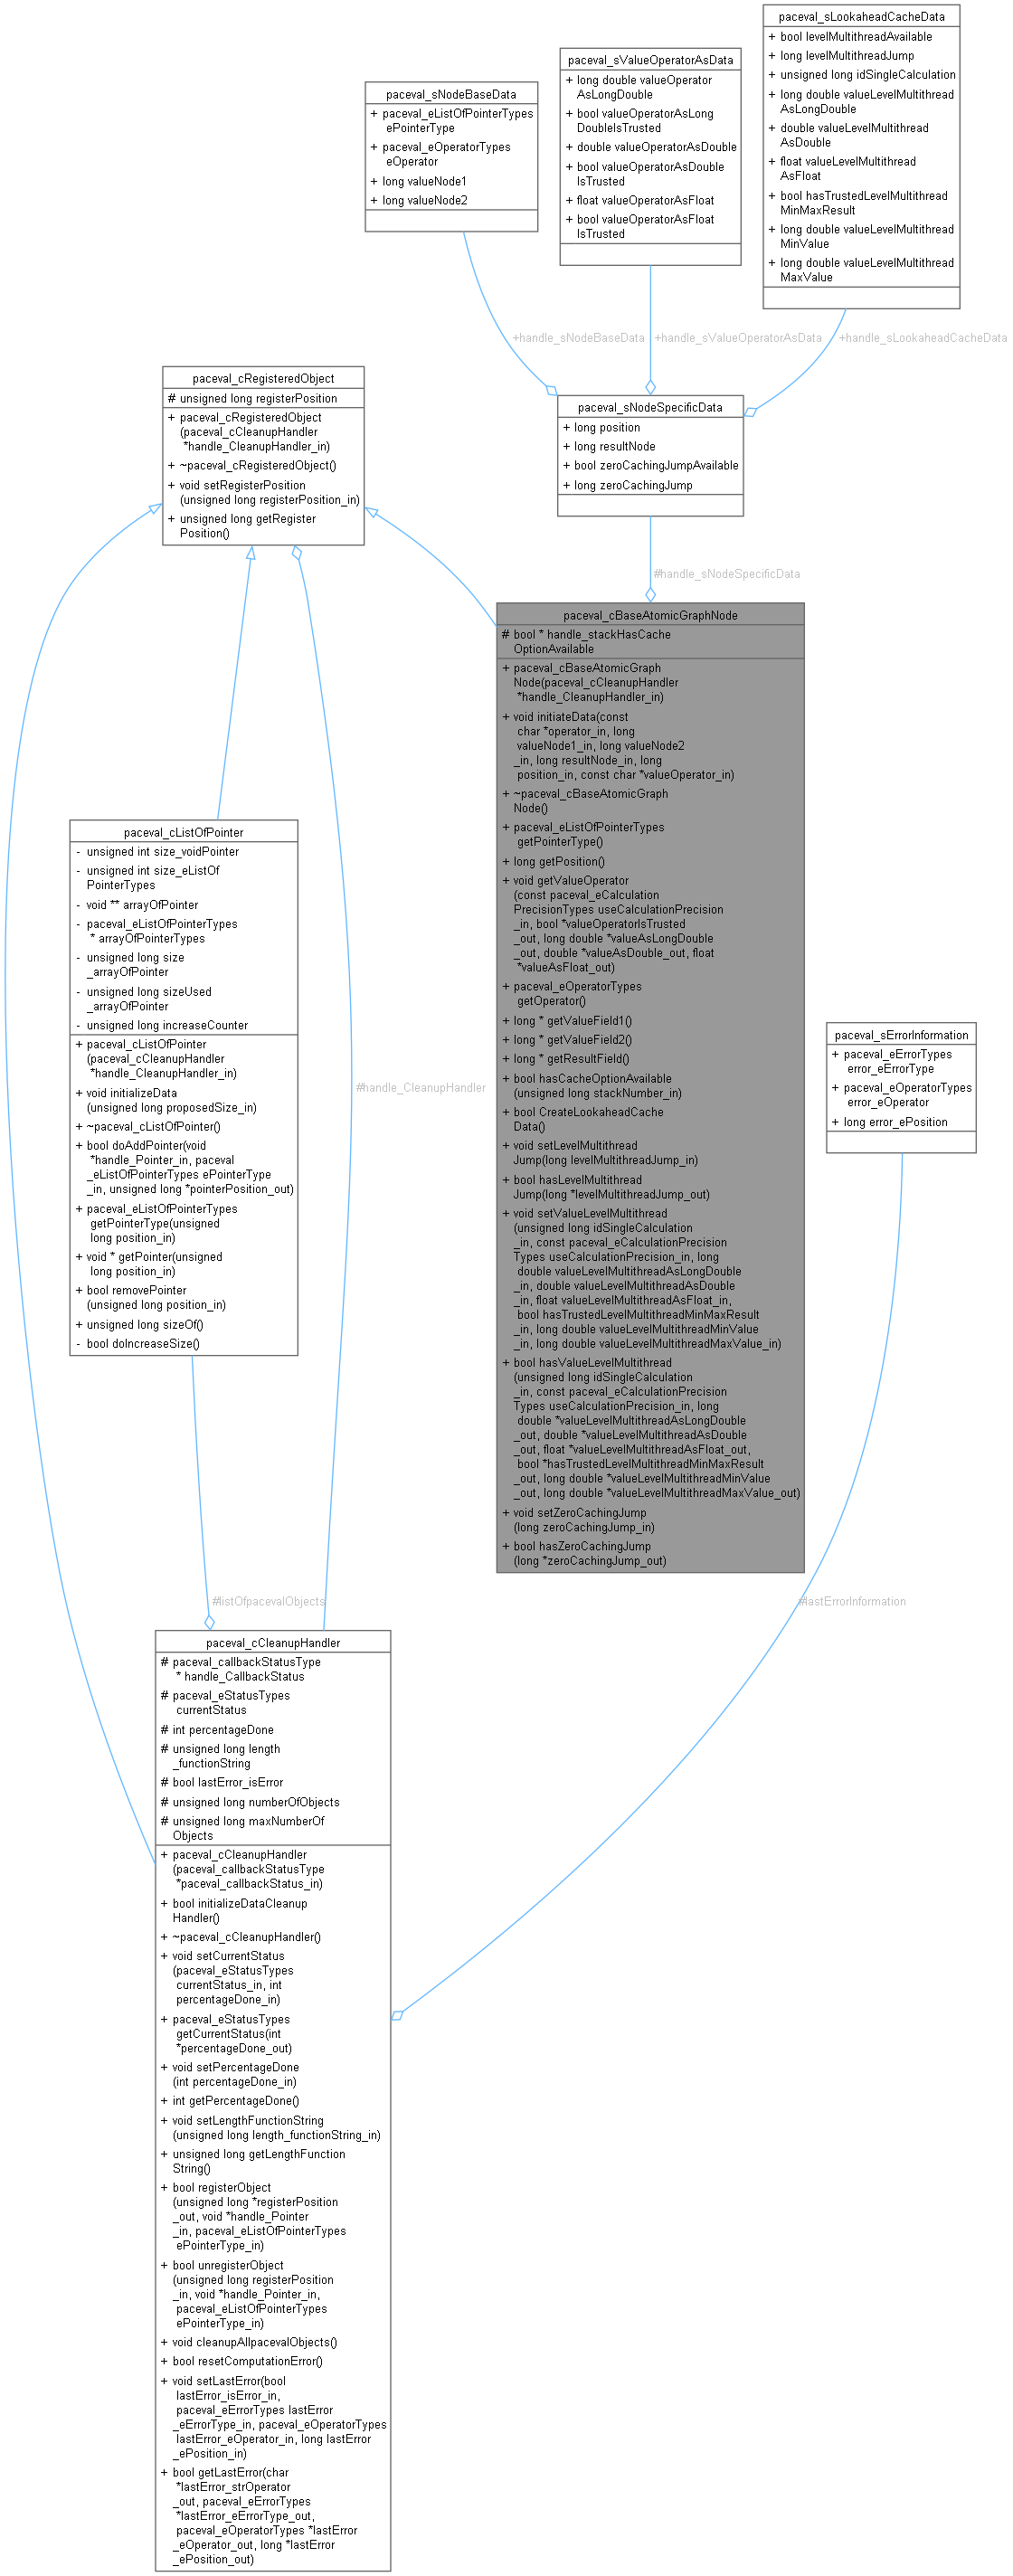 paceval_sLookaheadCacheData
+ bool levelMultithreadAvailable
+ long levelMultithreadJump
+ unsigned long idSingleCalculation
+ long double valueLevelMultithread
AsLongDouble
+ double valueLevelMultithread
AsDouble
+ float valueLevelMultithread
AsFloat
+ bool hasTrustedLevelMultithread
MinMaxResult
+ long double valueLevelMultithread
MinValue
+ long double valueLevelMultithread
MaxValue
paceval_sValueOperatorAsData
+ long double valueOperator
AsLongDouble
+ bool valueOperatorAsLong
DoubleIsTrusted
+ double valueOperatorAsDouble
+ bool valueOperatorAsDouble
IsTrusted
+ float valueOperatorAsFloat
+ bool valueOperatorAsFloat
IsTrusted
paceval_sNodeBaseData
+ paceval_eListOfPointerTypes
ePointerType
+ paceval_eOperatorTypes
eOperator
+ long valueNode1
+ long valueNode2
+handle_sNodeBaseData
+handle_sValueOperatorAsData
+handle_sLookaheadCacheData
paceval_cRegisteredObject
# unsigned long registerPosition
+ paceval_cRegisteredObject
(paceval_cCleanupHandler
*handle_CleanupHandler_in)
+ ~paceval_cRegisteredObject()
+ void setRegisterPosition
(unsigned long registerPosition_in)
+ unsigned long getRegister
Position()
paceval_sNodeSpecificData
+ long position
+ long resultNode
+ bool zeroCachingJumpAvailable
+ long zeroCachingJump
#handle_sNodeSpecificData
paceval_cBaseAtomicGraphNode
# bool * handle_stackHasCache
OptionAvailable
+ paceval_cBaseAtomicGraph
Node(paceval_cCleanupHandler
*handle_CleanupHandler_in)
+ void initiateData(const
char *operator_in, long
valueNode1_in, long valueNode2
_in, long resultNode_in, long
position_in, const char *valueOperator_in)
+ ~paceval_cBaseAtomicGraph
Node()
+ paceval_eListOfPointerTypes
getPointerType()
+ long getPosition()
+ void getValueOperator
(const paceval_eCalculation
PrecisionTypes useCalculationPrecision
_in, bool *valueOperatorIsTrusted
_out, long double *valueAsLongDouble
_out, double *valueAsDouble_out, float
*valueAsFloat_out)
+ paceval_eOperatorTypes
getOperator()
+ long * getValueField1()
+ long * getValueField2()
+ long * getResultField()
+ bool hasCacheOptionAvailable
(unsigned long stackNumber_in)
+ bool CreateLookaheadCache
Data()
+ void setLevelMultithread
Jump(long levelMultithreadJump_in)
+ bool hasLevelMultithread
Jump(long *levelMultithreadJump_out)
+ void setValueLevelMultithread
(unsigned long idSingleCalculation
_in, const paceval_eCalculationPrecision
Types useCalculationPrecision_in, long
double valueLevelMultithreadAsLongDouble
_in, double valueLevelMultithreadAsDouble
_in, float valueLevelMultithreadAsFloat_in,
bool hasTrustedLevelMultithreadMinMaxResult
_in, long double valueLevelMultithreadMinValue
_in, long double valueLevelMultithreadMaxValue_in)
+ bool hasValueLevelMultithread
(unsigned long idSingleCalculation
_in, const paceval_eCalculationPrecision
Types useCalculationPrecision_in, long
double *valueLevelMultithreadAsLongDouble
_out, double *valueLevelMultithreadAsDouble
_out, float *valueLevelMultithreadAsFloat_out,
bool *hasTrustedLevelMultithreadMinMaxResult
_out, long double *valueLevelMultithreadMinValue
_out, long double *valueLevelMultithreadMaxValue_out)
+ void setZeroCachingJump
(long zeroCachingJump_in)
+ bool hasZeroCachingJump
(long *zeroCachingJump_out)
paceval_cListOfPointer
- unsigned int size_voidPointer
- unsigned int size_eListOf
PointerTypes
- void ** arrayOfPointer
- paceval_eListOfPointerTypes
* arrayOfPointerTypes
- unsigned long size
_arrayOfPointer
- unsigned long sizeUsed
_arrayOfPointer
- unsigned long increaseCounter
+ paceval_cListOfPointer
(paceval_cCleanupHandler
*handle_CleanupHandler_in)
+ void initializeData
(unsigned long proposedSize_in)
+ ~paceval_cListOfPointer()
+ bool doAddPointer(void
*handle_Pointer_in, paceval
_eListOfPointerTypes ePointerType
_in, unsigned long *pointerPosition_out)
+ paceval_eListOfPointerTypes
getPointerType(unsigned
long position_in)
+ void * getPointer(unsigned
long position_in)
+ bool removePointer
(unsigned long position_in)
+ unsigned long sizeOf()
- bool doIncreaseSize()
#handle_CleanupHandler
paceval_sErrorInformation
+ paceval_eErrorTypes
error_eErrorType
+ paceval_eOperatorTypes
error_eOperator
+ long error_ePosition
#listOfpacevalObjects
#lastErrorInformation
paceval_cCleanupHandler
# paceval_callbackStatusType
* handle_CallbackStatus
# paceval_eStatusTypes
currentStatus
# int percentageDone
# unsigned long length
_functionString
# bool lastError_isError
# unsigned long numberOfObjects
# unsigned long maxNumberOf
Objects
+ paceval_cCleanupHandler
(paceval_callbackStatusType
*paceval_callbackStatus_in)
+ bool initializeDataCleanup
Handler()
+ ~paceval_cCleanupHandler()
+ void setCurrentStatus
(paceval_eStatusTypes
currentStatus_in, int
percentageDone_in)
+ paceval_eStatusTypes
getCurrentStatus(int
*percentageDone_out)
+ void setPercentageDone
(int percentageDone_in)
+ int getPercentageDone()
+ void setLengthFunctionString
(unsigned long length_functionString_in)
+ unsigned long getLengthFunction
String()
+ bool registerObject
(unsigned long *registerPosition
_out, void *handle_Pointer
_in, paceval_eListOfPointerTypes
ePointerType_in)
+ bool unregisterObject
(unsigned long registerPosition
_in, void *handle_Pointer_in,
paceval_eListOfPointerTypes
ePointerType_in)
+ void cleanupAllpacevalObjects()
+ bool resetComputationError()
+ void setLastError(bool
lastError_isError_in,
paceval_eErrorTypes lastError
_eErrorType_in, paceval_eOperatorTypes
lastError_eOperator_in, long lastError
_ePosition_in)
+ bool getLastError(char
*lastError_strOperator
_out, paceval_eErrorTypes
*lastError_eErrorType_out,
paceval_eOperatorTypes *lastError
_eOperator_out, long *lastError
_ePosition_out)